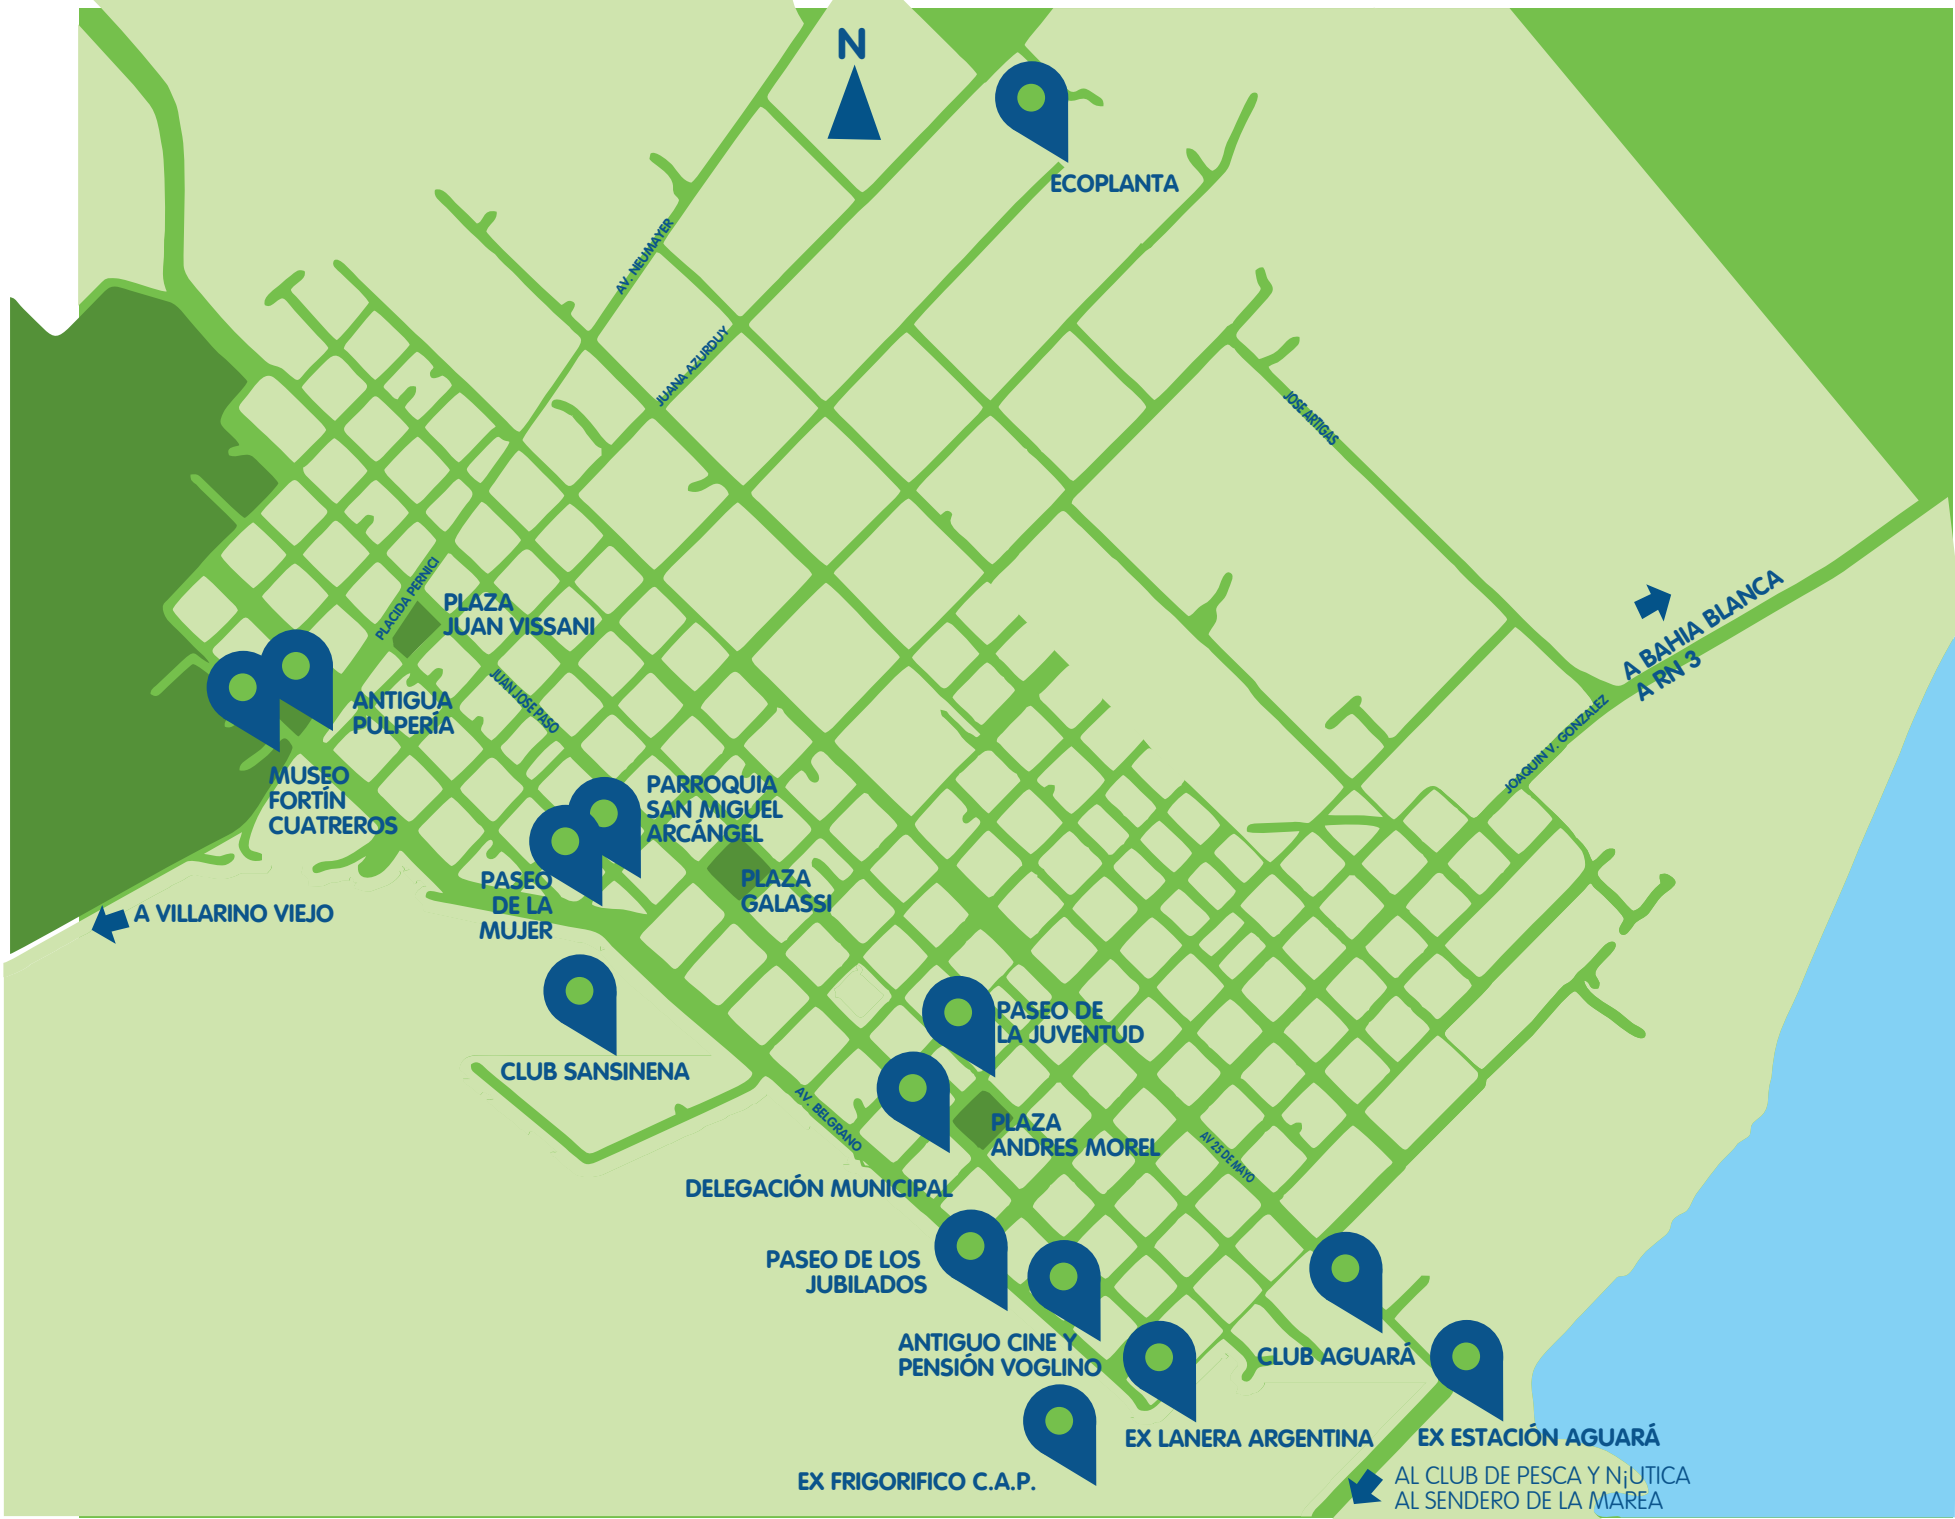 N
ECOPLANTA
AV. NEUMAYER
JUANA AZURDUY
JOSE ARTIGAS
PLACIDA PERNICI
PLAZA
JUAN VISSANI
A BAHIA BLANCA
A RN 3
JUAN JOSE PASO
JOAQUIN V. GONZALEZ
ANTIGUA
PULPERÍA
MUSEO
FORTÍN
CUATREROS
PARROQUIA
SAN MIGUEL
ARCÁNGEL
PASEO
DE LA
MUJER
PLAZA
GALASSI
A VILLARINO VIEJO
CLUB SANSINENA
PASEO DE
LA JUVENTUD
AV. BELGRANO
PLAZA
ANDRES MOREL
AV 25 DE MAYO
DELEGACIÓN MUNICIPAL
PASEO DE LOS
JUBILADOS
ANTIGUO CINE Y
PENSIÓN VOGLINO
CLUB AGUARÁ
EX LANERA ARGENTINA
EX ESTACIÓN AGUARÁ
EX FRIGORIFICO C.A.P.
AL CLUB DE PESCA Y N¡UTICA
AL SENDERO DE LA MAREA